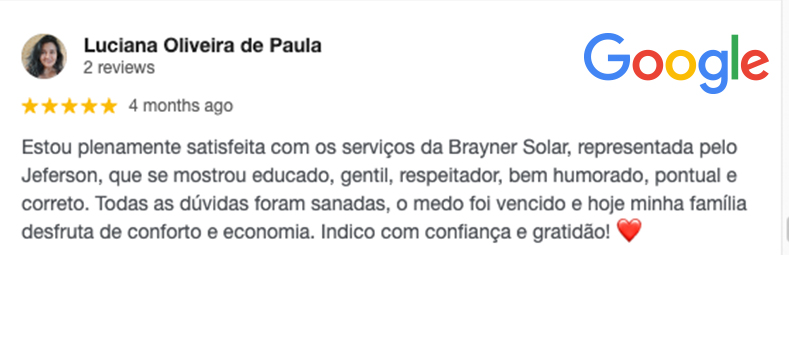 Luciana Oliveira de Paula
Google
2 reviews
4 months ago
Estou plenamente satisfeita com os serviços da Brayner Solar, representada pelo
Jeferson, que se mostrou educado, gentil, respeitador, bem humorado, pontual e
correto. Todas as dúvidas foram sanadas, o medo foi vencido e hoje minha família
desfruta de conforto e economia. Indico com confiança e gratidão! ❤️